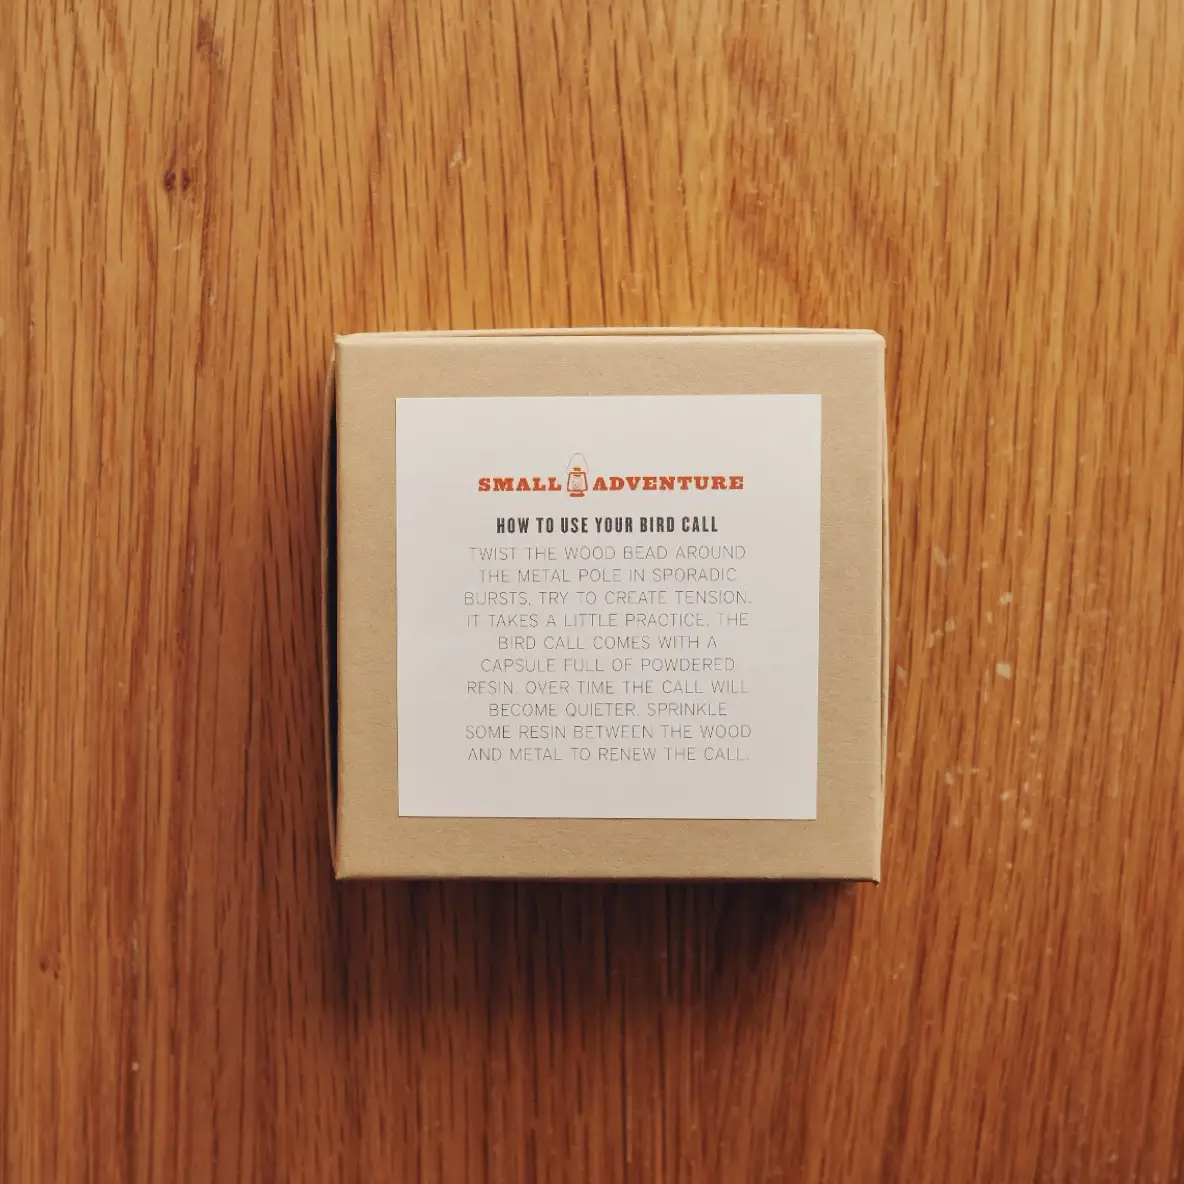 SMALL ADVENTURE
HOW TO USE YOUR BIRD CALL
TWIST THE WOOD BEAD AROUND
THE METAL POLE IN SPORADIC
BURSTS, TRY TO CREATE TENSION.
IT TAKES A LITTLE PRACTICE. THE
BIRD CALL COMES WITH A
CAPSULE FULL OF POWDERED
RESIN. OVER TIME THE CALL WILL
BECOME QUIETER. SPRINKLE
SOME RESIN BETWEEN THE WOOD
AND METAL TO RENEW THE CALL.